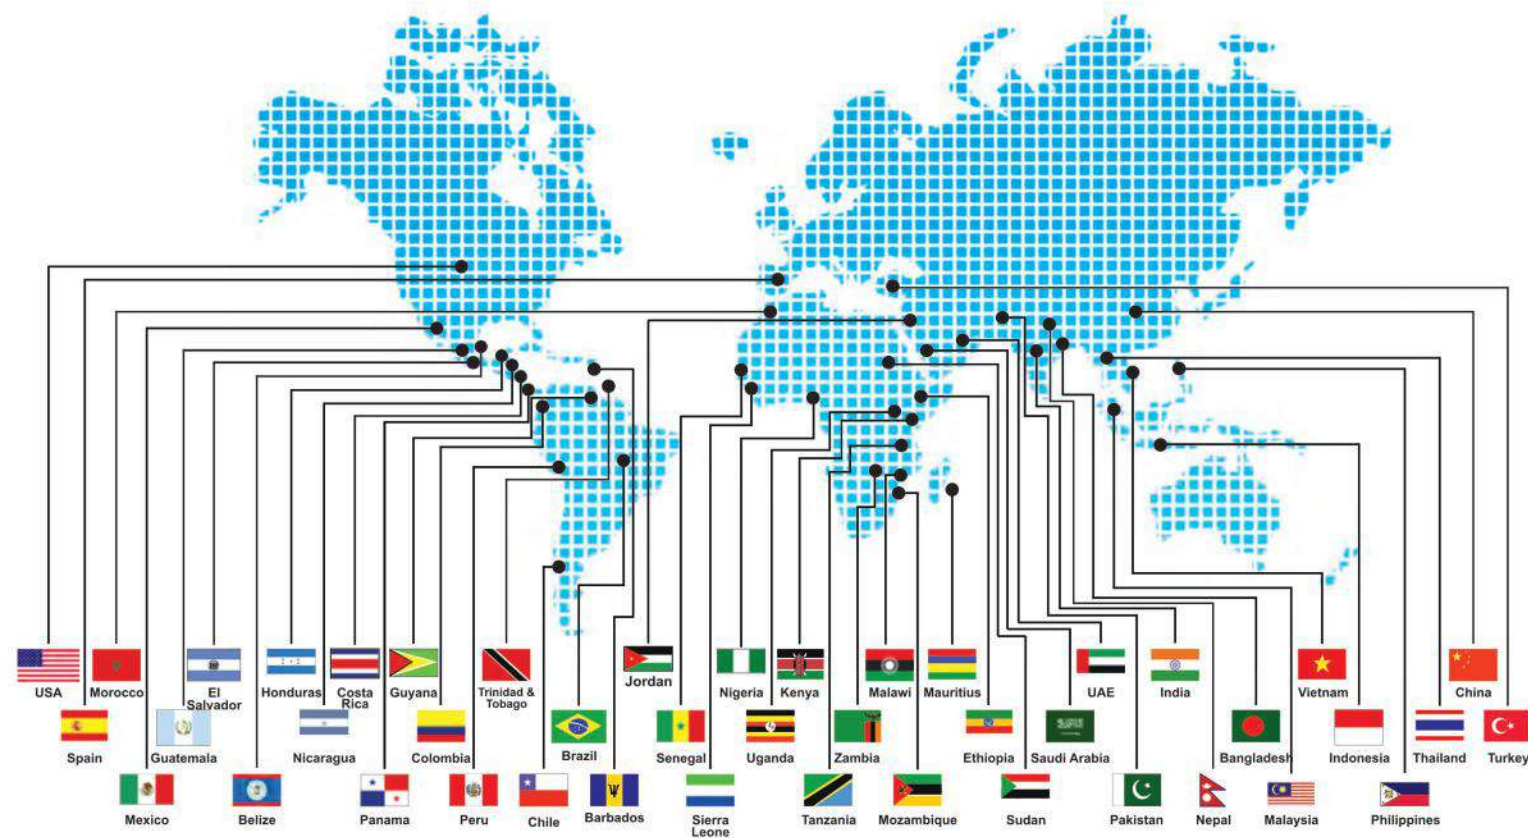 USA
Morocco
El
Salvador
Honduras
Costa
Rica
Guyana
Trinidad &
Tobago
Jordan
Nigeria
Kenya
Malawi
Mauritius
UAE
India
Vietnam
China
Spain
Guatemala
Nicaragua
Colombia
Brazil
Senegal
Uganda
Zambia
Ethiopia
Saudi Arabia
Bangladesh
Indonesia
Thailand
Turkey
Mexico
Belize
Panama
Peru
Chile
Barbados
Sierra
Leone
Tanzania
Mozambique
Sudan
Pakistan
Nepal
Malaysia
Philippines